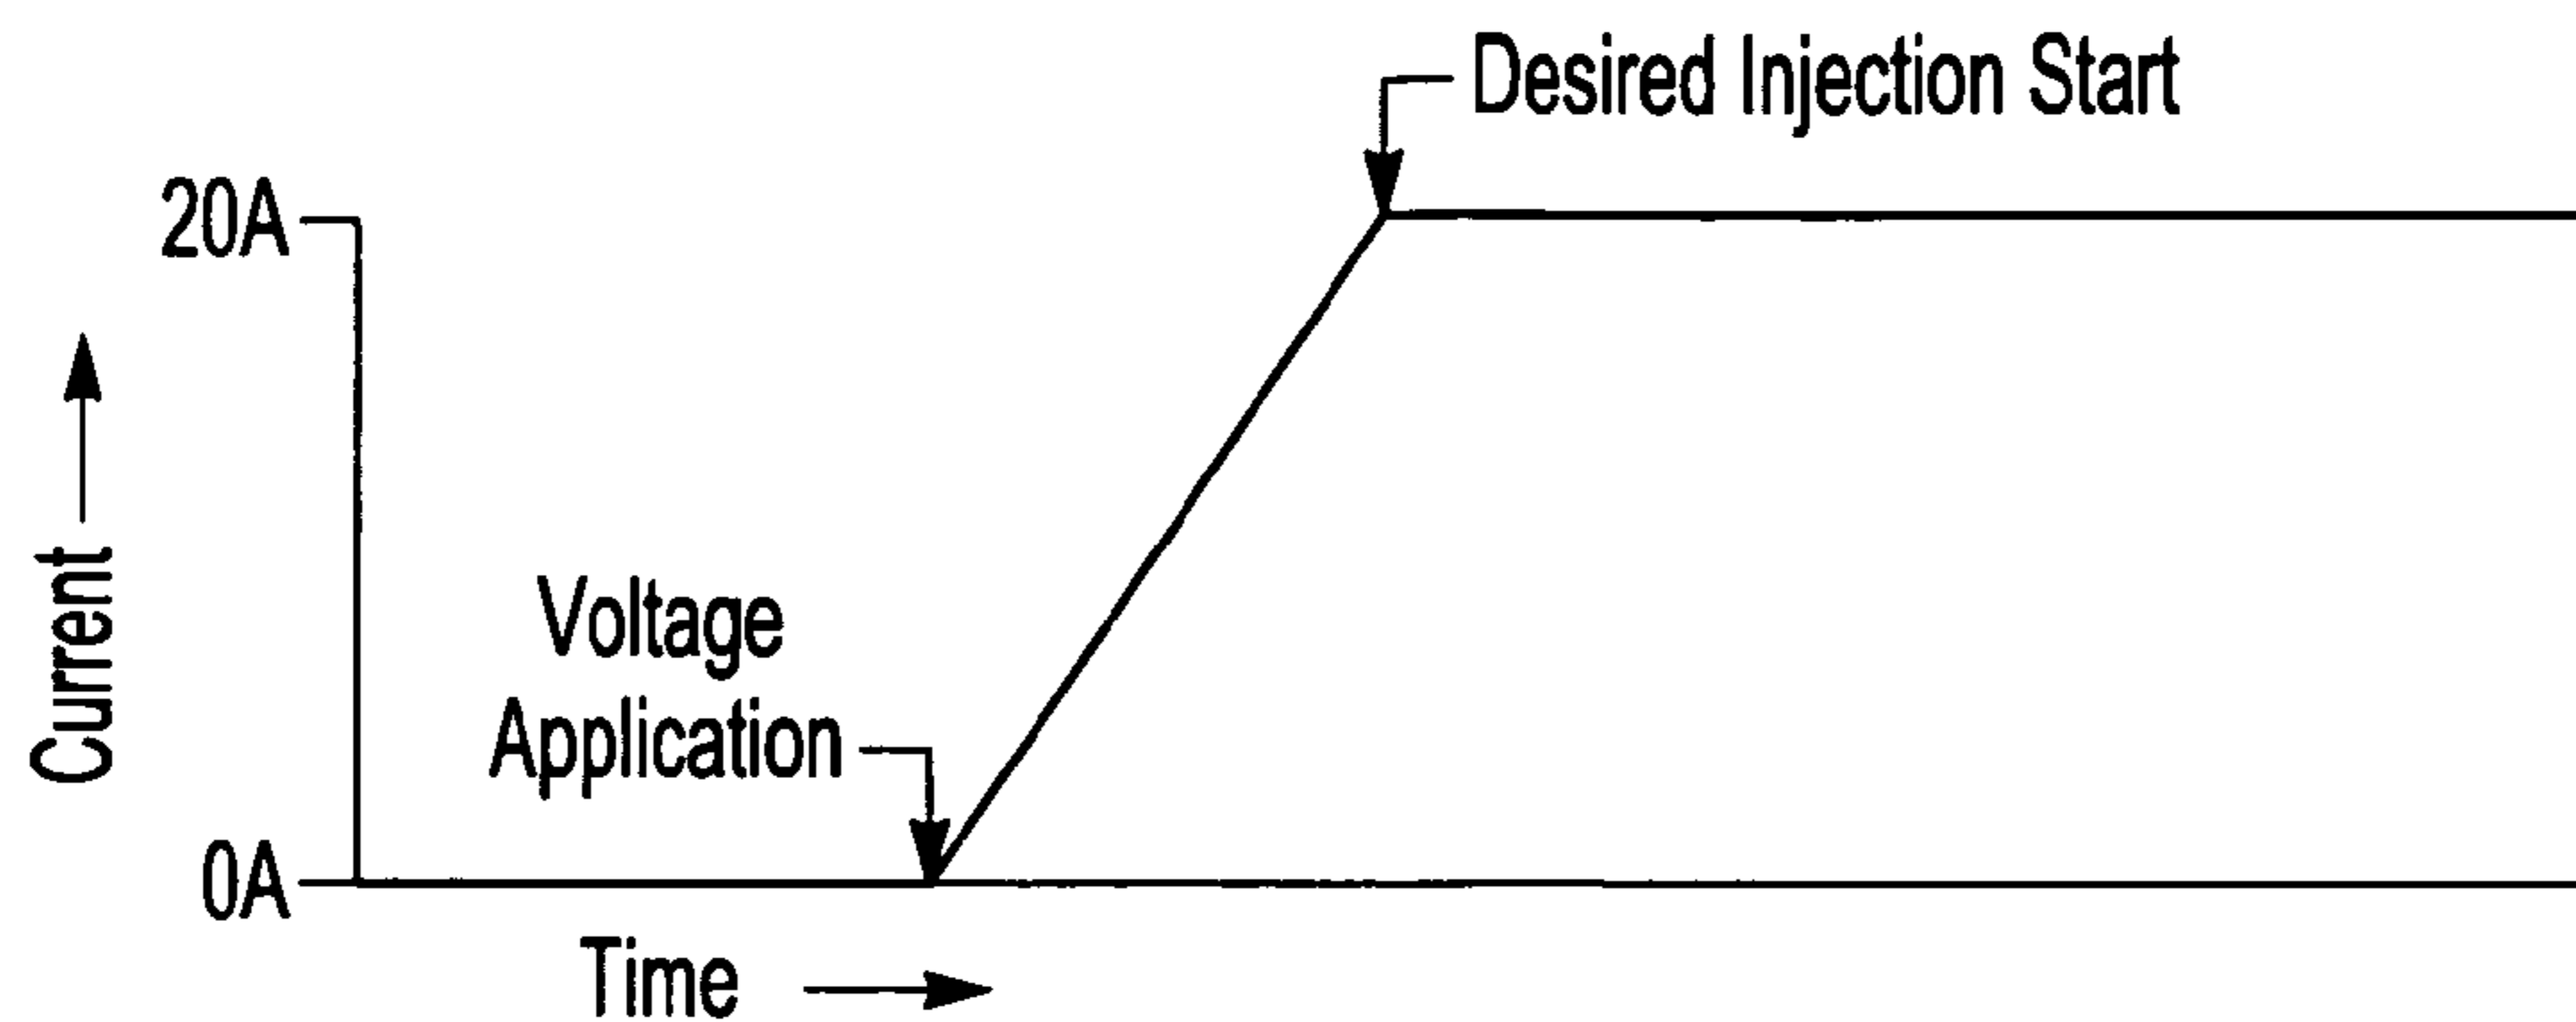 Desired Injection Start
20A
Current
Voltage
Application
0A
Time